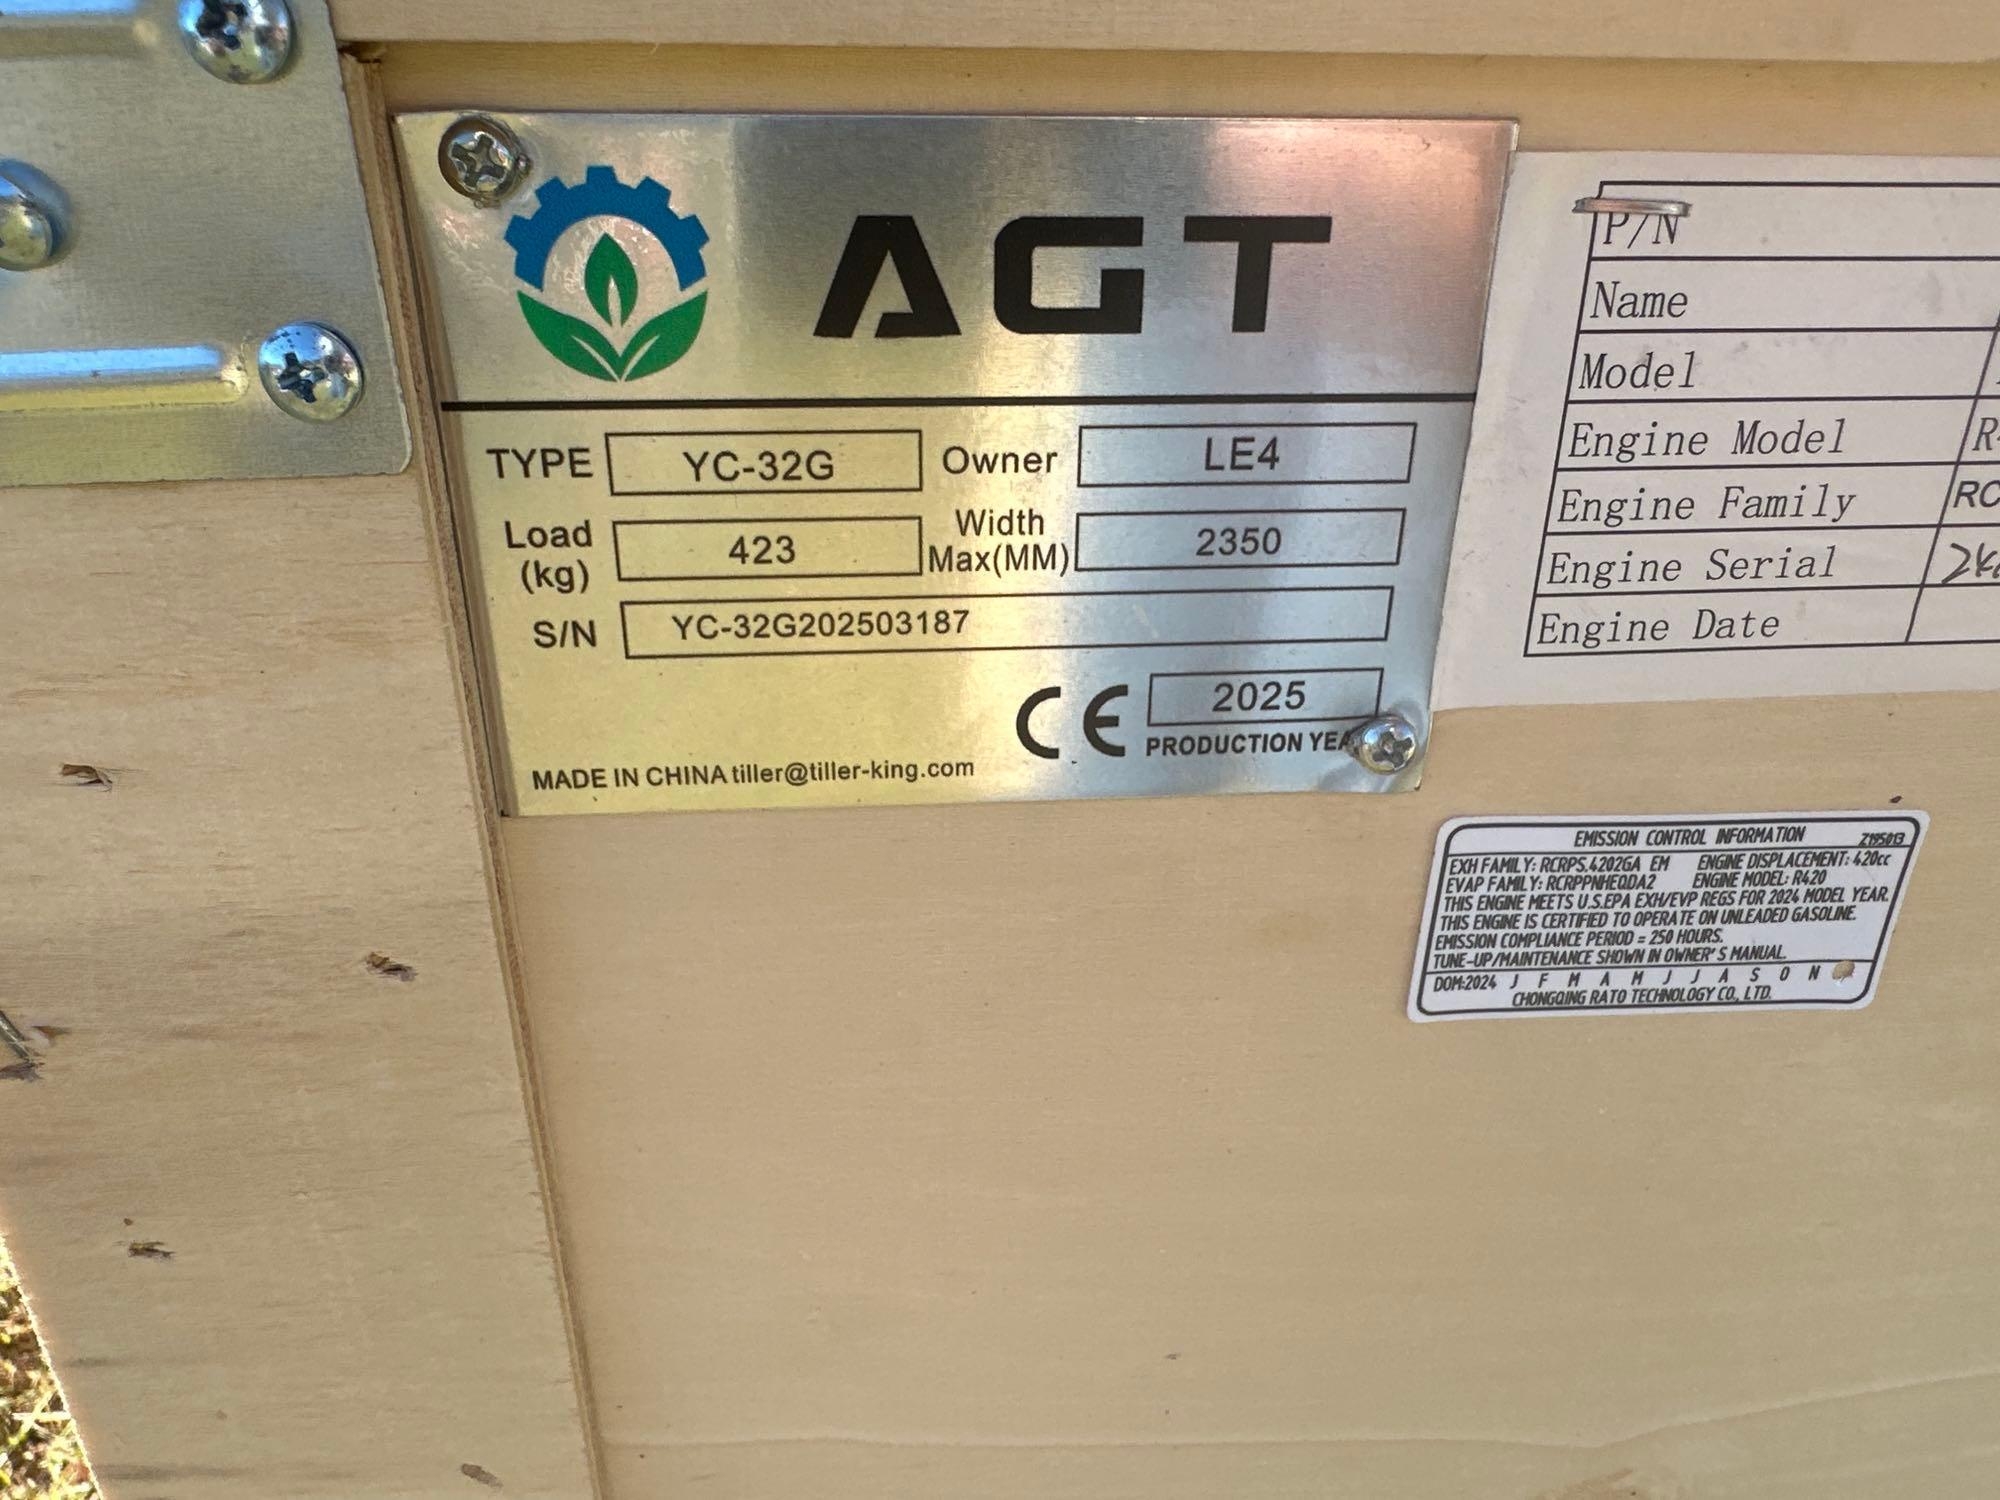 AGT
TYPE YC-32G Owner LE4
Load (kg) 423 Width Max(MM) 2350
S/N YC-32G202503187
CE 2025
PRODUCTION
MADE IN CHINA tiller@tiller-king.com
P/N
Name
Model
Engine Model
Engine Family RC
Engine Serial
Engine Date
EMISSION CONTROL INFORMATION Z195013
EXH FAMILY: RCRPS.4202GA EM ENGINE DISPLACEMENT: 420cc
EVAP FAMILY: RCRPPNHEQDA2 ENGINE MODEL: R420
THIS ENGINE MEETS U.S.EPA EXH/EVP REGS FOR 2024 MODEL YEAR.
THIS ENGINE IS CERTIFIED TO OPERATE ON UNLEADED GASOLINE.
EMISSION COMPLIANCE PERIOD = 250 HOURS.
TUNE-UP/MAINTENANCE SHOWN IN OWNER'S MANUAL.
DOM:2024 J F M A M J J A S O N
CHONGQING RATO TECHNOLOGY CO., LTD.